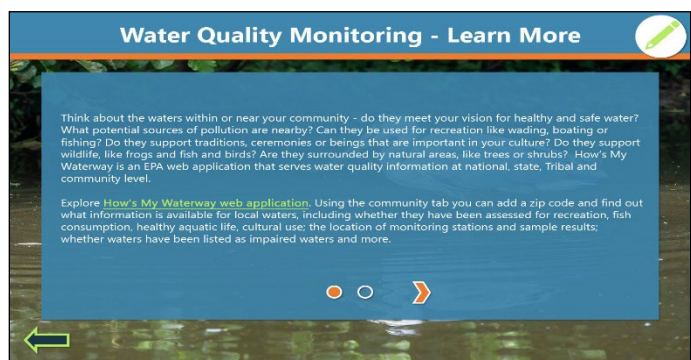 Water Quality Monitoring - Learn More
Think about the waters within or near your community - do they meet your vision for healthy and safe water?
What potential sources of pollution are nearby? Can they be used for recreation like wading, boating or
fishing? Do they support traditions, ceremonies or beings that are important in your culture? Do they support
wildlife, like frogs and fish and birds? Are they surrounded by natural areas, like trees or shrubs? How's My
Waterway is an EPA web application that serves water quality information at national, state, Tribal and
community level.
Explore How's My Waterway web application. Using the community tab you can add a zip code and find out
what information is available for local waters, including whether they have been assessed for recreation, fish
consumption, healthy aquatic life, cultural use; the location of monitoring stations and sample results;
whether waters have been listed as impaired waters and more.